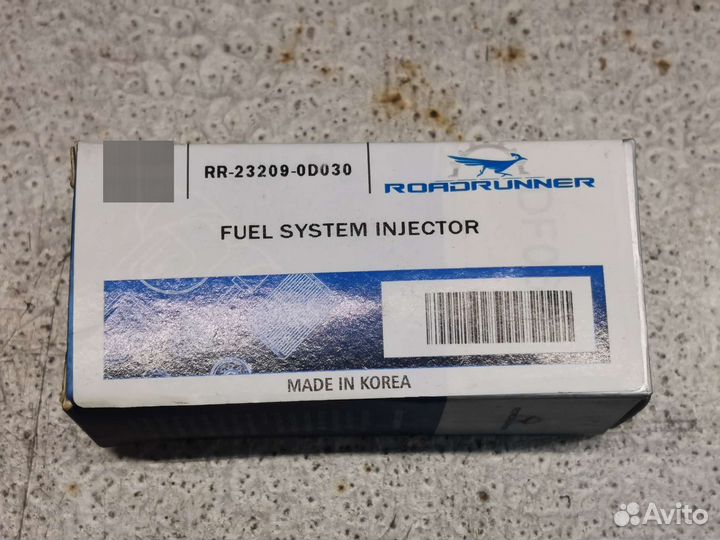 RR-23209-0D030
ROADRUNNER
FUEL SYSTEM INJECTOR
MADE IN KOREA
Avito